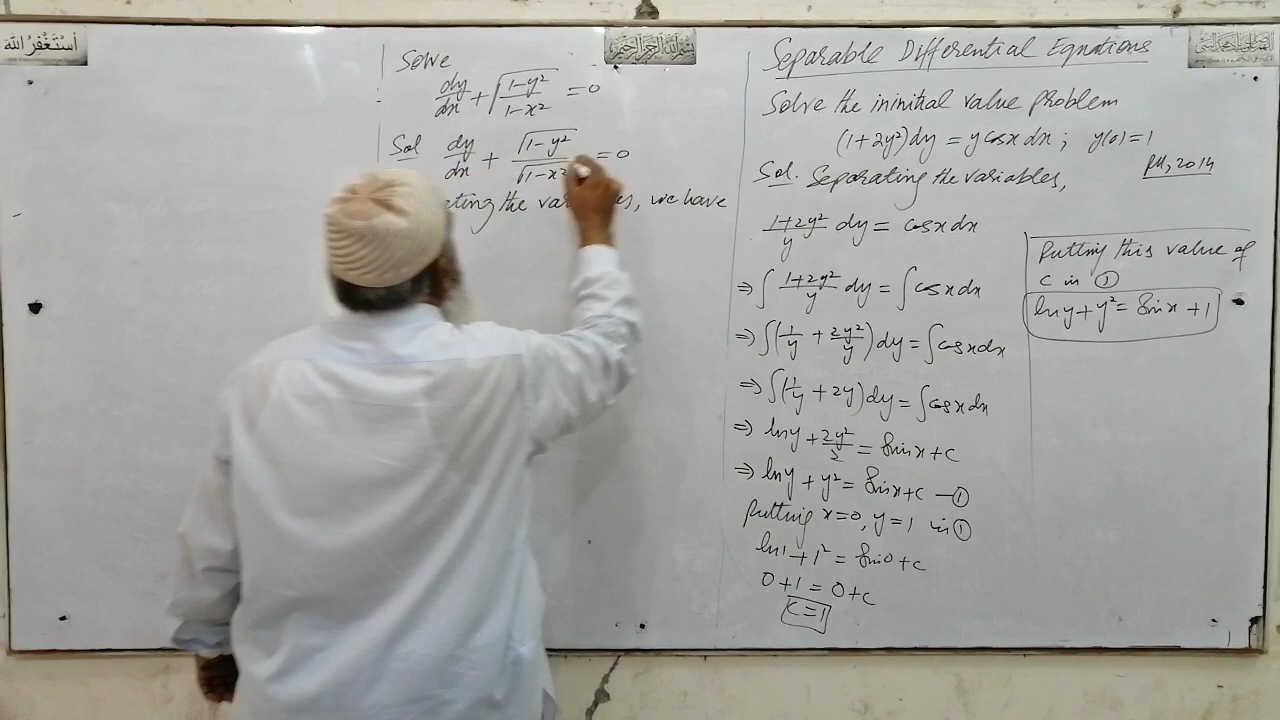 أستغفر الله
بسم الله الرحمن الرحيم
Solve
dy/dx + √((1-y²)/(1-x²)) = 0
Sol dy/dx + √(1-y²)/√(1-x²) = 0
ating the var s, we have
Separable Differential Equations
Solve the ininitial value problem
(1+2y²)dy = y cosx dx ; y(0)=1
PU, 2014
Sol. Separating the variables,
(1+2y²)/y dy = cosx dx
⇒ ∫ (1+2y²)/y dy = ∫ cosx dx
⇒ ∫(1/y + 2y²/y) dy = ∫ cosx dx
⇒ ∫(1/y + 2y) dy = ∫ cosx dx
⇒ lny + 2y²/2 = Sinx + c
⇒ lny + y² = Sinx + c —①
Putting x=0, y=1 in ①
ln1 + 1² = Sin0 + c
0+1 = 0+c
c=1
Putting this value of
c in ①
lny + y² = Sinx + 1